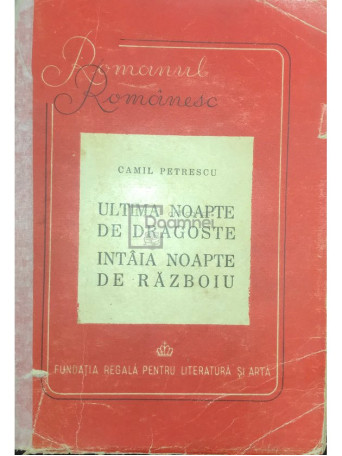 Romanul
Românesc
CAMIL PETRESCU
ULTIMA NOAPTE
DE DRAGOSTE
INTÂIA NOAPTE
DE RĂZBOIU
FUNDAȚIA REGALĂ PENTRU LITERATURĂ ȘI ARTĂ